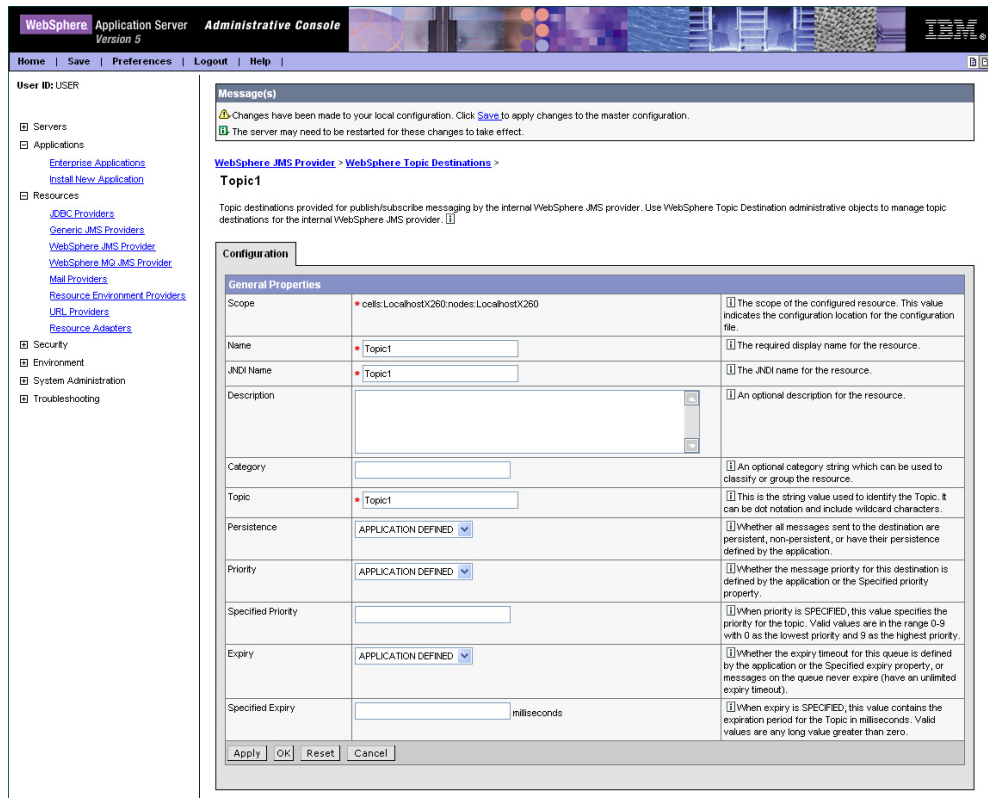 WebSphere Application Server Administrative Console
Version 5
IBM.
Home | Save | Preferences | Logout | Help |
User ID: USER
Servers
Applications
Enterprise Applications
Install New Application
Resources
JDBC Providers
Generic JMS Providers
WebSphere JMS Provider
WebSphere MQ JMS Provider
Mail Providers
Resource Environment Providers
URL Providers
Resource Adapters
Security
Environment
System Administration
Troubleshooting
Message(s)
Changes have been made to your local configuration. Click Save to apply changes to the master configuration.
The server may need to be restarted for these changes to take effect.
WebSphere JMS Provider > WebSphere Topic Destinations >
Topic1
Topic destinations provided for publish/subscribe messaging by the internal WebSphere JMS provider. Use WebSphere Topic Destination administrative objects to manage topic
destinations for the internal WebSphere JMS provider.
Configuration
General Properties
Scope
* cells:LocalhostX260:nodes:LocalhostX260
The scope of the configured resource. This value
indicates the configuration location for the configuration
file.
Name
* Topic1
The required display name for the resource.
JNDI Name
* Topic1
The JNDI name for the resource.
Description
An optional description for the resource.
Category
An optional category string which can be used to
classify or group the resource.
Topic
* Topic1
This is the string value used to identify the Topic. It
can be dot notation and include wildcard characters.
Persistence
APPLICATION DEFINED
Whether all messages sent to the destination are
persistent, non-persistent, or have their persistence
defined by the application.
Priority
APPLICATION DEFINED
Whether the message priority for this destination is
defined by the application or the Specified priority
property.
Specified Priority
When priority is SPECIFIED, this value specifies the
priority for the topic. Valid values are in the range 0-9
with 0 as the lowest priority and 9 as the highest priority.
Expiry
APPLICATION DEFINED
Whether the expiry timeout for this queue is defined
by the application or the Specified expiry property, or
messages on the queue never expire (have an unlimited
expiry timeout).
Specified Expiry
milliseconds
When expiry is SPECIFIED, this value contains the
expiration period for the Topic in milliseconds. Valid
values are any long value greater than zero.
Apply OK Reset Cancel